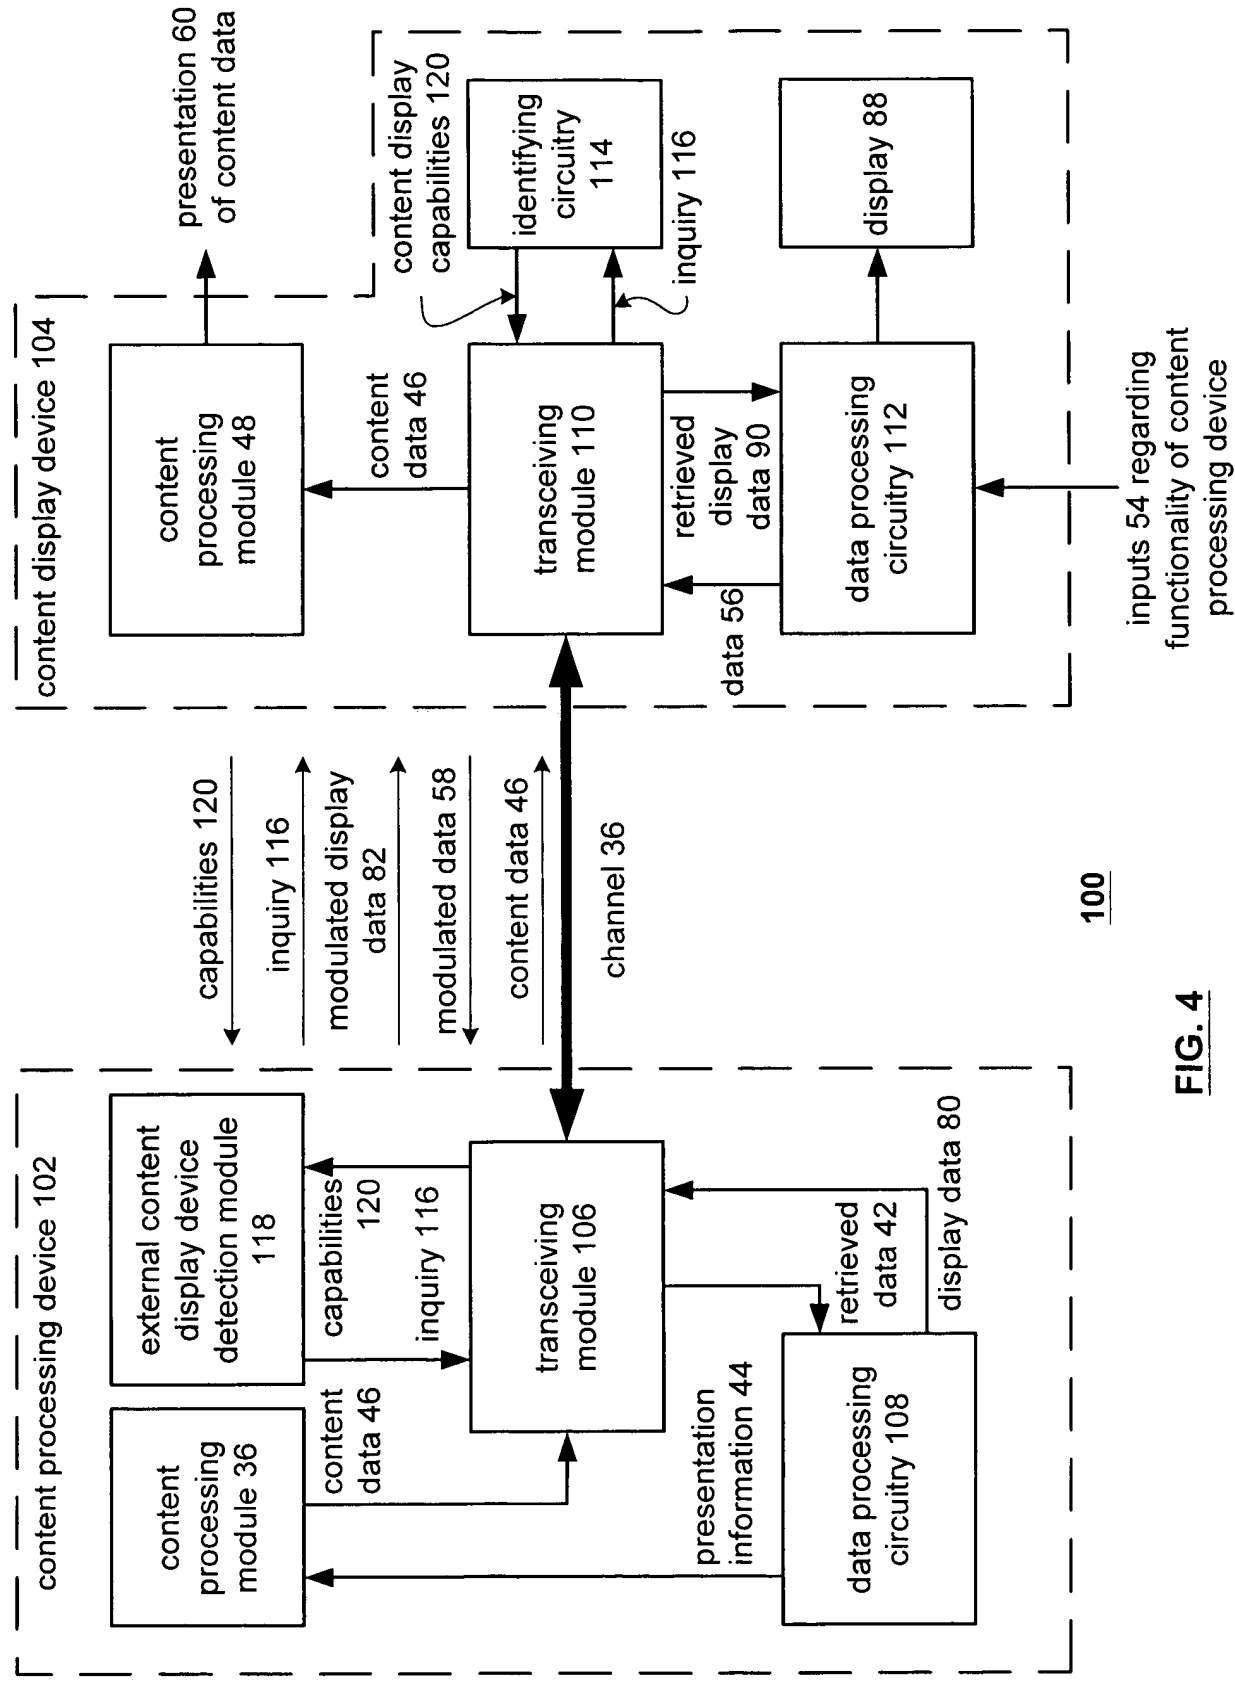 content processing device 102
content
processing
module 36
external content
display device
detection module
118
content
data 46
capabilities
120
inquiry 116
transceiving
module 106
presentation
information 44
retrieved
data 42
display data 80
data processing
circuitry 108
capabilities 120
inquiry 116
modulated display
data 82
modulated data 58
content data 46
channel 36
content display device 104
content
processing
module 48
presentation 60
of content data
content
data 46
content display
capabilities 120
identifying
circuitry
114
inquiry 116
transceiving
module 110
retrieved
display
data 90
data 56
data processing
circuitry 112
display 88
inputs 54 regarding
functionality of content
processing device
100
FIG. 4